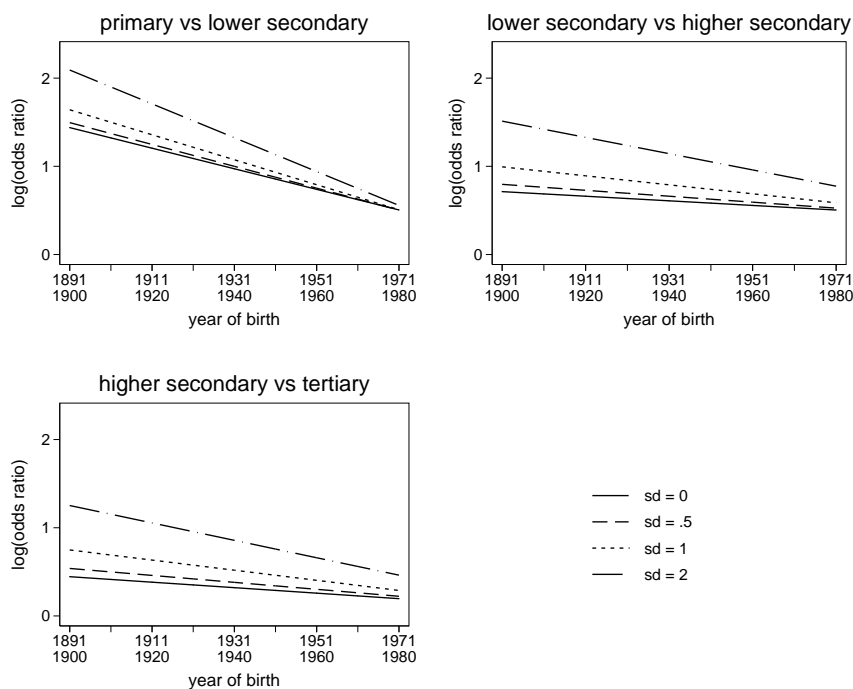 primary vs lower secondary
log(odds ratio)
2
1
0
1891 1911 1931 1951 1971
1900 1920 1940 1960 1980
year of birth
lower secondary vs higher secondary
log(odds ratio)
2
1
0
1891 1911 1931 1951 1971
1900 1920 1940 1960 1980
year of birth
higher secondary vs tertiary
log(odds ratio)
2
1
0
1891 1911 1931 1951 1971
1900 1920 1940 1960 1980
year of birth
sd = 0
sd = .5
sd = 1
sd = 2